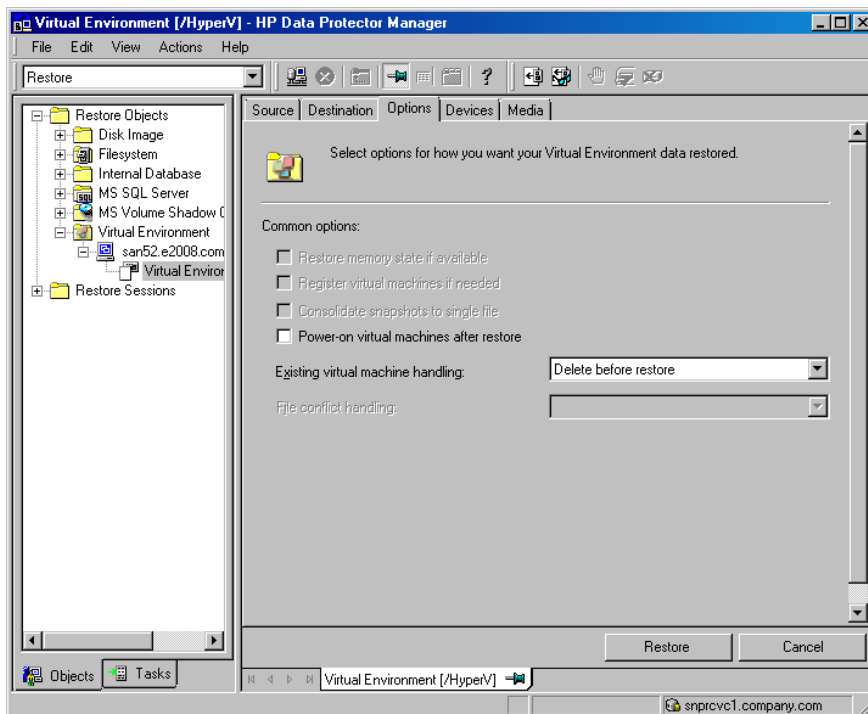 Virtual Environment [/HyperV] - HP Data Protector Manager
File Edit View Actions Help
Restore
Source Destination Options Devices Media
Restore Objects
Disk Image
Filesystem
Internal Database
MS SQL Server
MS Volume Shadow C
Virtual Environment
san52.e2008.com
Virtual Environ
Restore Sessions
Select options for how you want your Virtual Environment data restored.
Common options:
Restore memory state if available
Register virtual machines if needed
Consolidate snapshots to single file
Power-on virtual machines after restore
Existing virtual machine handling: Delete before restore
File conflict handling:
Restore Cancel
Objects Tasks
Virtual Environment [/HyperV]
snprcvc1.company.com